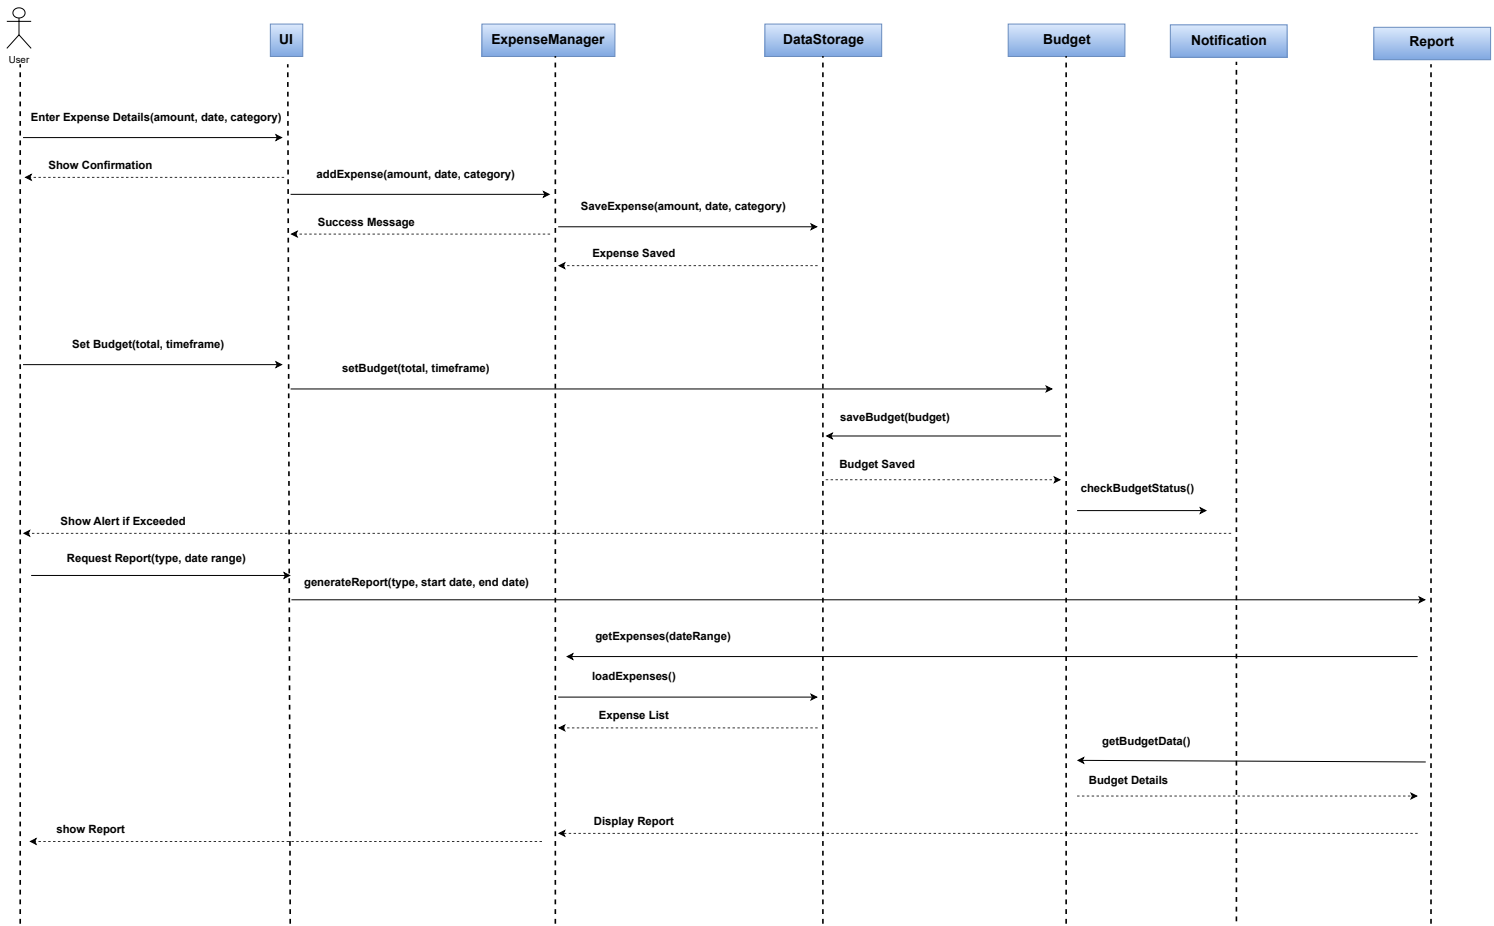 User
UI
ExpenseManager
DataStorage
Budget
Notification
Report
Enter Expense Details(amount, date, category)
Show Confirmation
addExpense(amount, date, category)
SaveExpense(amount, date, category)
Success Message
Expense Saved
Set Budget(total, timeframe)
setBudget(total, timeframe)
saveBudget(budget)
Budget Saved
checkBudgetStatus()
Show Alert if Exceeded
Request Report(type, date range)
generateReport(type, start date, end date)
getExpenses(dateRange)
loadExpenses()
Expense List
getBudgetData()
Budget Details
Display Report
show Report